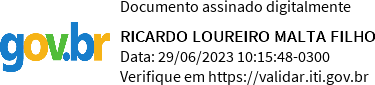 Documento assinado digitalmente
gov.br
RICARDO LOUREIRO MALTA FILHO
Data: 29/06/2023 10:15:48-0300
Verifique em https://validar.iti.gov.br